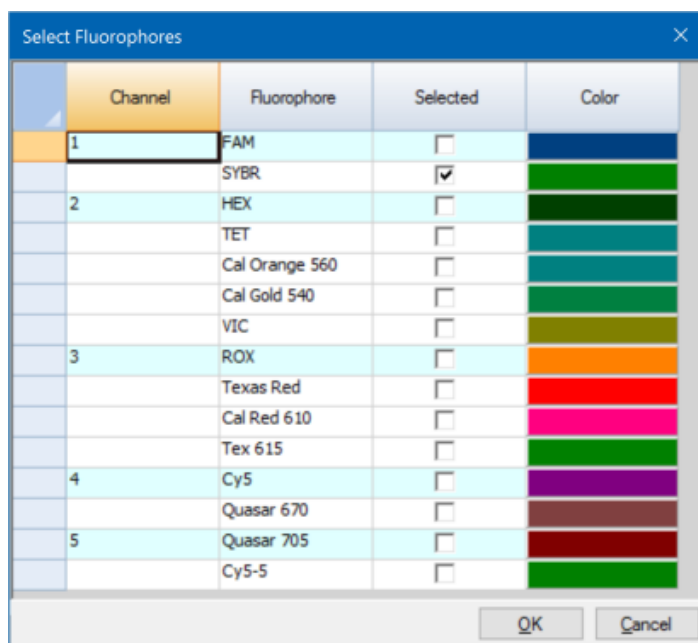 Select Fluorophores
Channel Fluorophore Selected Color
1 FAM
SYBR
2 HEX
TET
Cal Orange 560
Cal Gold 540
VIC
3 ROX
Texas Red
Cal Red 610
Tex 615
4 Cy5
Quasar 670
5 Quasar 705
Cy5-5
OK Cancel